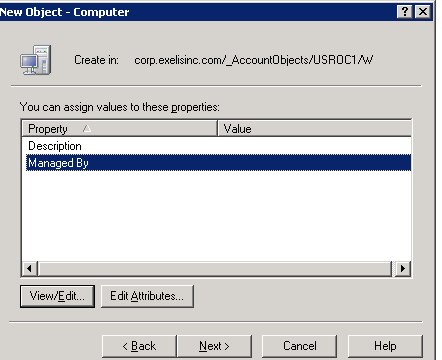 New Object - Computer
Create in: corp.exelisinc.com/_AccountObjects/USROC1/W
You can assign values to these properties:
Property Value
Description
Managed By
View/Edit... Edit Attributes...
< Back Next > Cancel Help